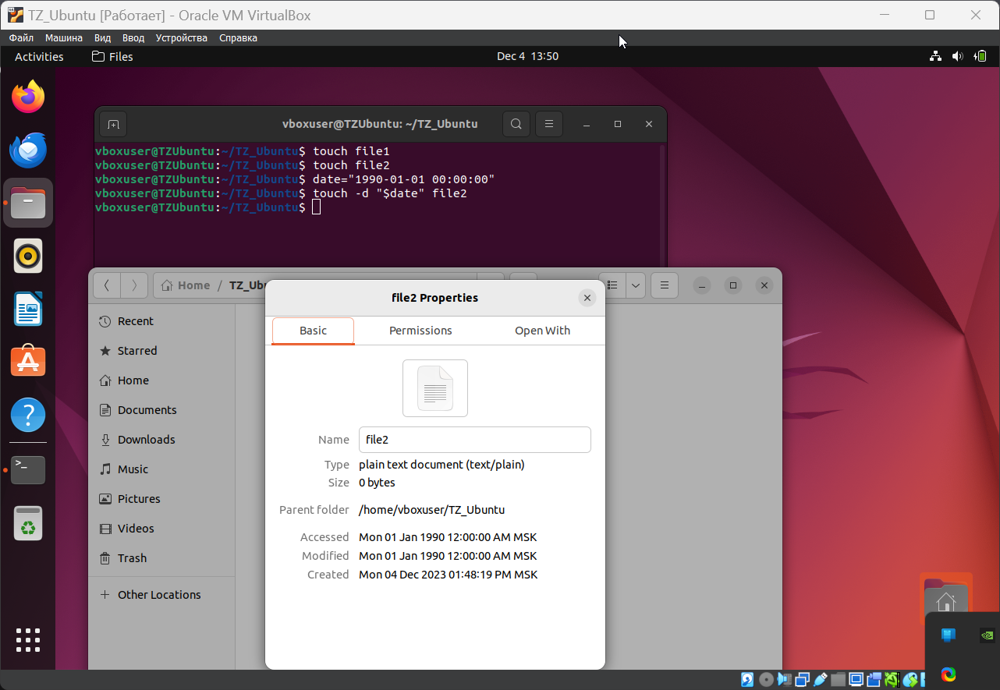 TZ_Ubuntu [Работает] - Oracle VM VirtualBox
Файл Машина Вид Ввод Устройства Справка
Activities Files Dec 4 13:50
vboxuser@TZUbuntu: ~/TZ_Ubuntu
vboxuser@TZUbuntu:~/TZ_Ubuntu$ touch file1
vboxuser@TZUbuntu:~/TZ_Ubuntu$ touch file2
vboxuser@TZUbuntu:~/TZ_Ubuntu$ date="1990-01-01 00:00:00"
vboxuser@TZUbuntu:~/TZ_Ubuntu$ touch -d "$date" file2
vboxuser@TZUbuntu:~/TZ_Ubuntu$
Home / TZ_Ubu
Recent
Starred
Home
Documents
Downloads
Music
Pictures
Videos
Trash
Other Locations
file2 Properties
Basic Permissions Open With
Name file2
Type plain text document (text/plain)
Size 0 bytes
Parent folder /home/vboxuser/TZ_Ubuntu
Accessed Mon 01 Jan 1990 12:00:00 AM MSK
Modified Mon 01 Jan 1990 12:00:00 AM MSK
Created Mon 04 Dec 2023 01:48:19 PM MSK